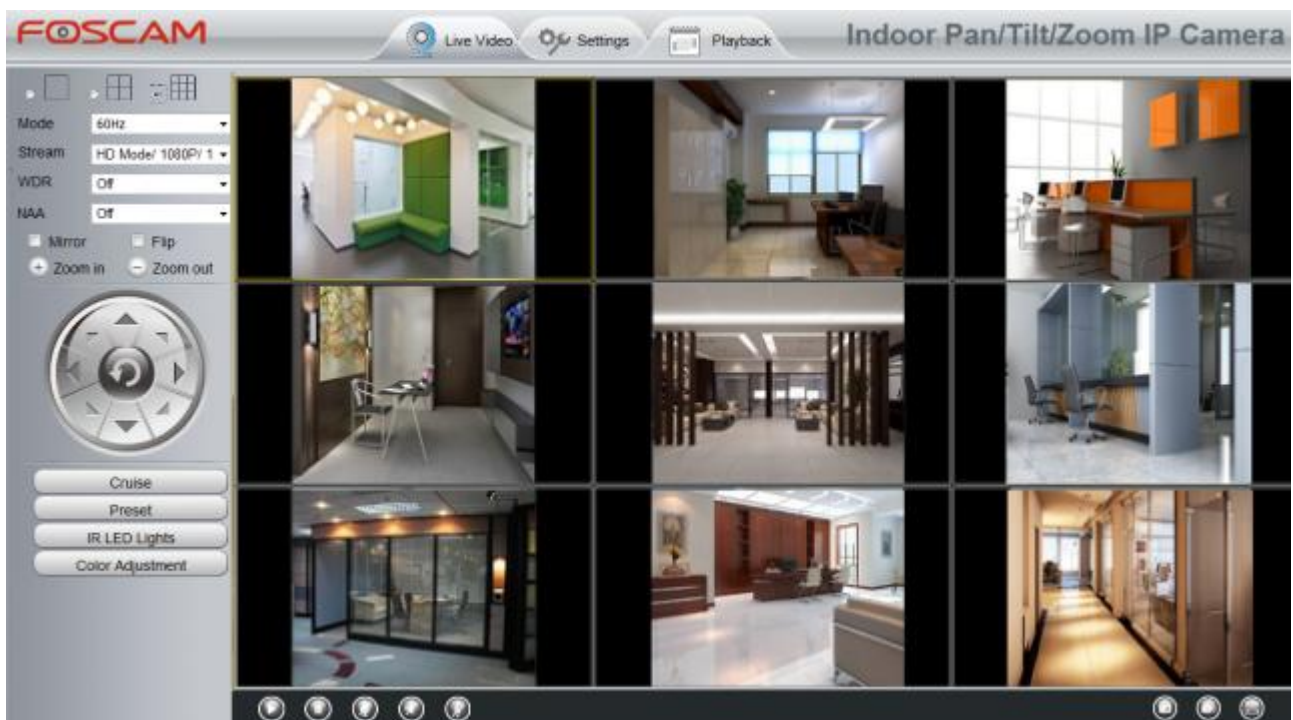 FOSCAM
Live Video
Settings
Playback
Indoor Pan/Tilt/Zoom IP Camera
Mode 60Hz
Stream HD Mode/ 1080P/ 1
WDR Off
NAA Off
Mirror Flip
Zoom in Zoom out
Cruise
Preset
IR LED Lights
Color Adjustment